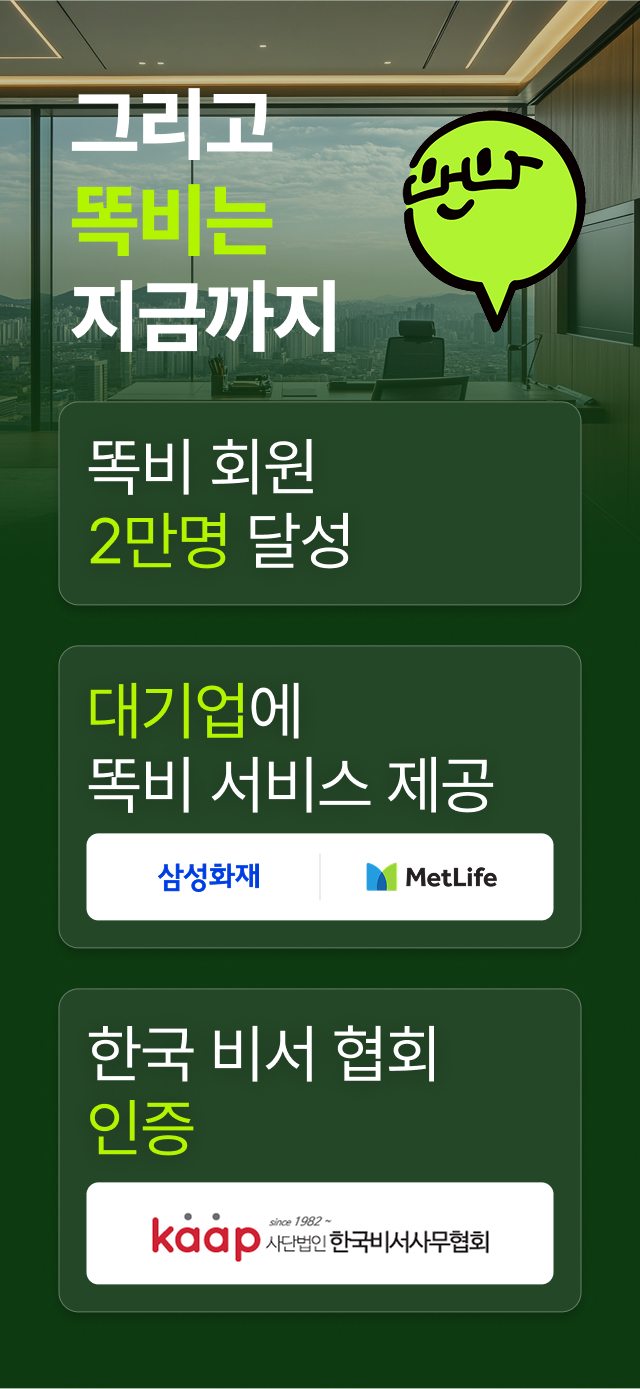 그리고
똑비는
지금까지
똑비 회원
2만명 달성
대기업에
똑비 서비스 제공
삼성화재
MetLife
한국 비서 협회
인증
kaap since 1982 ~
사단법인 한국비서사무협회